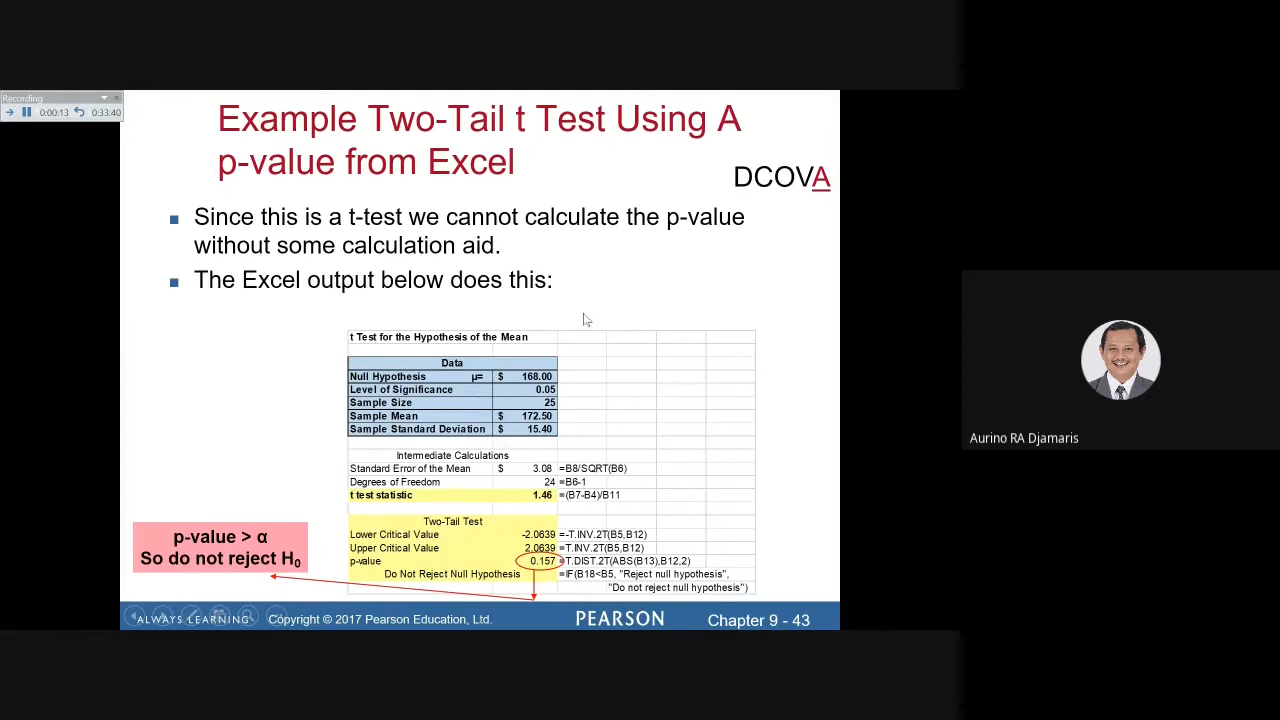 Recording
0:00:13 0:33:40
Example Two-Tail t Test Using A
p-value from Excel
DCOVA
Since this is a t-test we cannot calculate the p-value
without some calculation aid.
The Excel output below does this:
t Test for the Hypothesis of the Mean
Data
Null Hypothesis μ= $ 168.00
Level of Significance 0.05
Sample Size 25
Sample Mean $ 172.50
Sample Standard Deviation $ 15.40
Intermediate Calculations
Standard Error of the Mean $ 3.08 =B8/SQRT(B6)
Degrees of Freedom 24 =B6-1
t test statistic 1.46 =(B7-B4)/B11
Two-Tail Test
Lower Critical Value -2.0639 =-T.INV.2T(B5,B12)
Upper Critical Value 2.0639 =T.INV.2T(B5,B12)
p-value 0.157 =T.DIST.2T(ABS(B13),B12,2)
Do Not Reject Null Hypothesis =IF(B18<B5, "Reject null hypothesis",
"Do not reject null hypothesis")
p-value > α
So do not reject H0
ALWAYS LEARNING Copyright © 2017 Pearson Education, Ltd. PEARSON Chapter 9 - 43
Aurino RA Djamaris